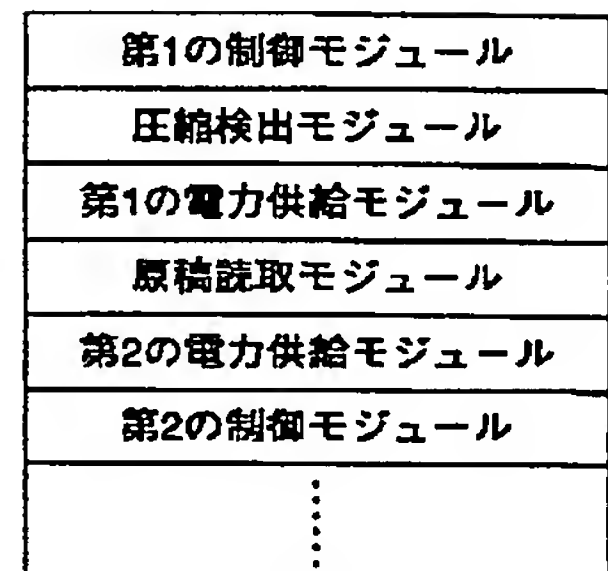 第1の制御モジュール
圧縮検出モジュール
第1の電力供給モジュール
原稿読取モジュール
第2の電力供給モジュール
第2の制御モジュール